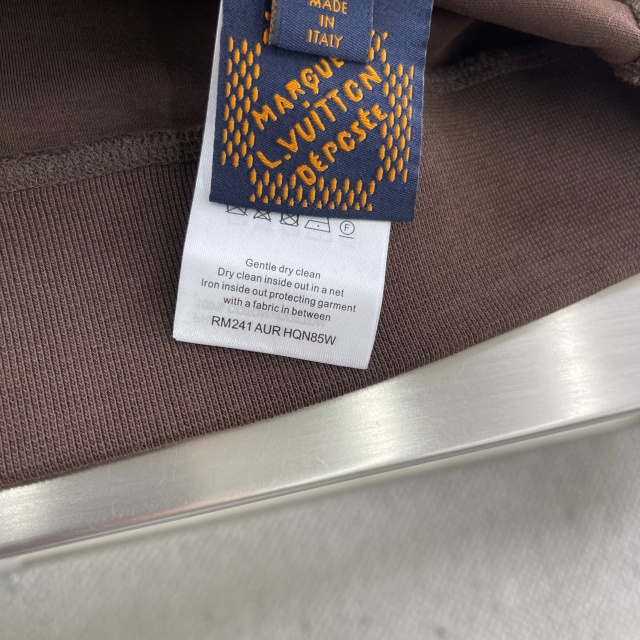 MADE
IN
ITALY
MARQUE
L.VUITTON
DEPOSÉE
F
Gentle dry clean
Dry clean inside out in a net
Iron inside out protecting garment
with a fabric in between
RM241 AUR HQN85W